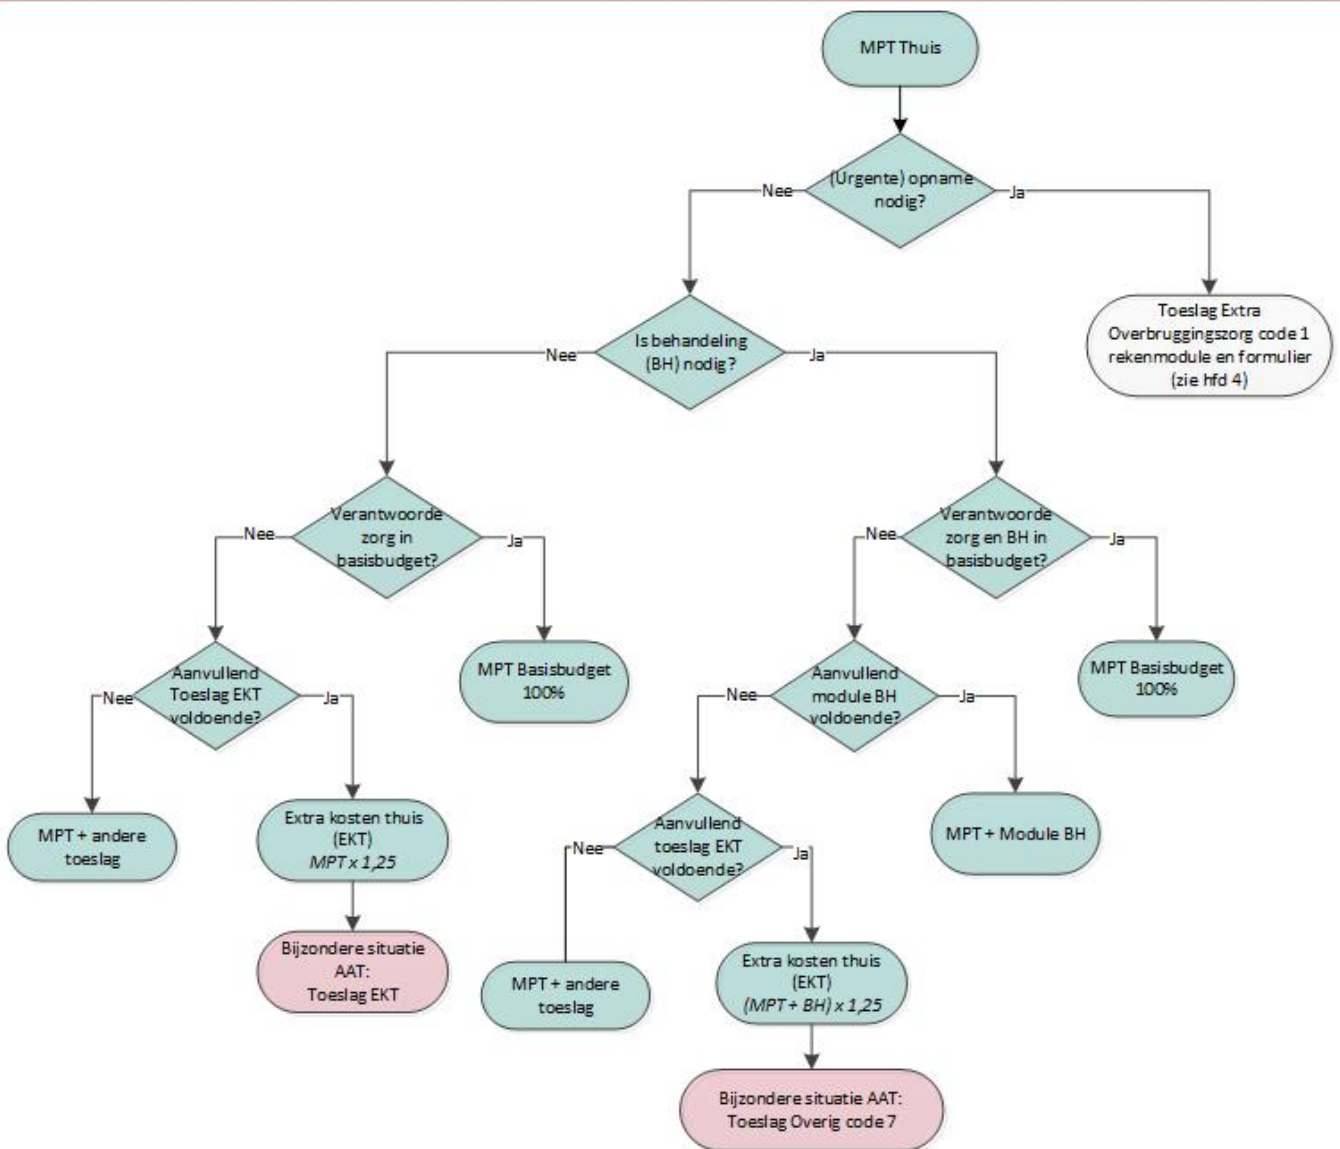 MPT Thuis
(Urgente) opname
nodig?
Nee
Ja
Toeslag Extra
Overbruggingszorg code 1
rekenmodule en formulier
(zie hfd 4)
Is behandeling
(BH) nodig?
Nee
Ja
Verantwoorde
zorg in
basisbudget?
Nee
Ja
Verantwoorde
zorg en BH in
basisbudget?
Nee
Ja
Aanvullend
Toeslag EKT
voldoende?
Nee
Ja
MPT Basisbudget
100%
Aanvullend
module BH
voldoende?
Nee
Ja
MPT Basisbudget
100%
MPT + andere
toeslag
Extra kosten thuis
(EKT)
MPT x 1,25
Aanvullend
toeslag EKT
voldoende?
Nee
Ja
MPT + Module BH
Bijzondere situatie
AAT:
Toeslag EKT
MPT + andere
toeslag
Extra kosten thuis
(EKT)
(MPT + BH) x 1,25
Bijzondere situatie AAT:
Toeslag Overig code 7